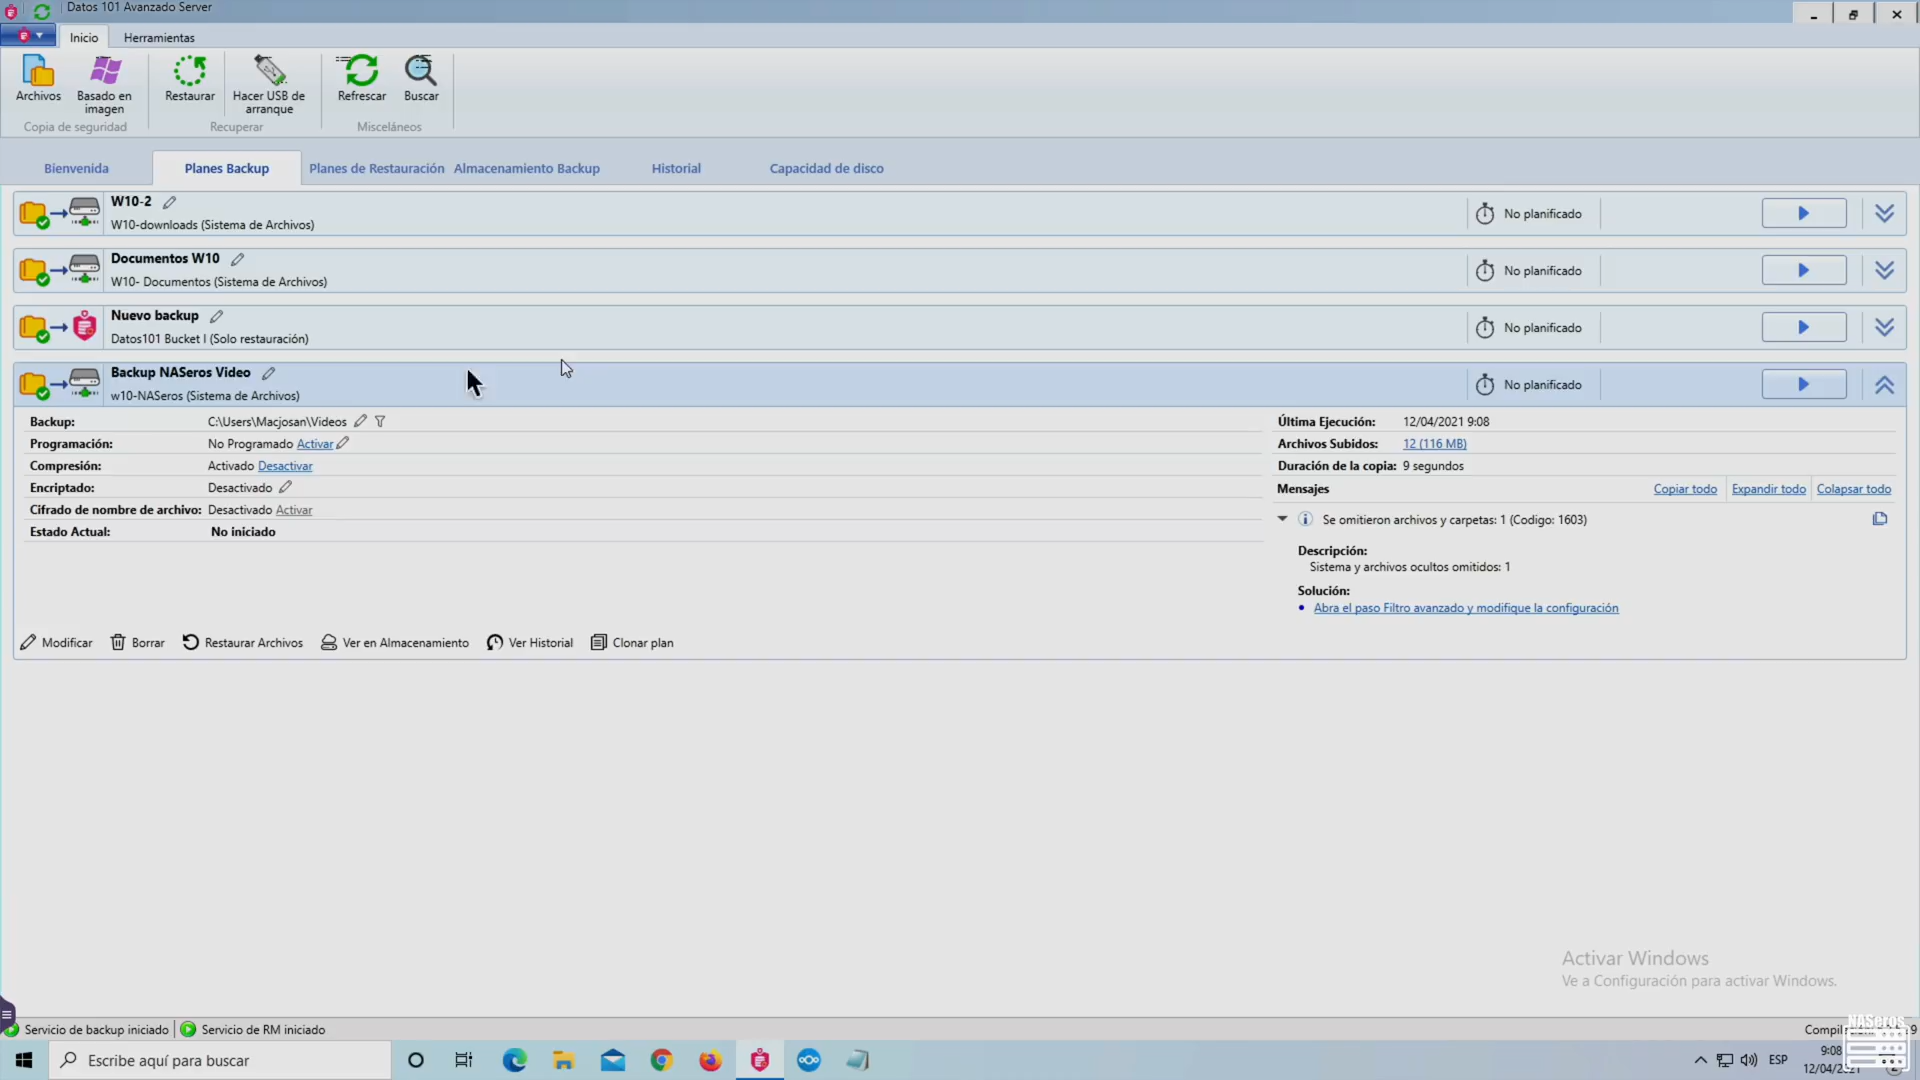 Datos 101 Avanzado Server
Inicio
Herramientas
Archivos
Basado en
imagen
Restaurar
Hacer USB de
arranque
Refrescar
Buscar
Copia de seguridad
Recuperar
Misceláneos
Bienvenida
Planes Backup
Planes de Restauración
Almacenamiento Backup
Historial
Capacidad de disco
W10-2
W10-downloads (Sistema de Archivos)
No planificado
Documentos W10
W10- Documentos (Sistema de Archivos)
No planificado
Nuevo backup
Datos101 Bucket I (Solo restauración)
No planificado
Backup NASeros Video
w10-NASeros (Sistema de Archivos)
No planificado
Backup: C:\Users\Macjosan\Videos
Programación: No Programado Activar
Compresión: Activado Desactivar
Encriptado: Desactivado
Cifrado de nombre de archivo: Desactivado Activar
Estado Actual: No iniciado
Última Ejecución: 12/04/2021 9:08
Archivos Subidos: 12 (116 MB)
Duración de la copia: 9 segundos
Mensajes Copiar todo Expandir todo Colapsar todo
Se omitieron archivos y carpetas: 1 (Codigo: 1603)
Descripción:
Sistema y archivos ocultos omitidos: 1
Solución:
• Abra el paso Filtro avanzado y modifique la configuración
Modificar
Borrar
Restaurar Archivos
Ver en Almacenamiento
Ver Historial
Clonar plan
Activar Windows
Ve a Configuración para activar Windows.
Servicio de backup iniciado
Servicio de RM iniciado
NASeros
Escribe aquí para buscar
ESP
9:08